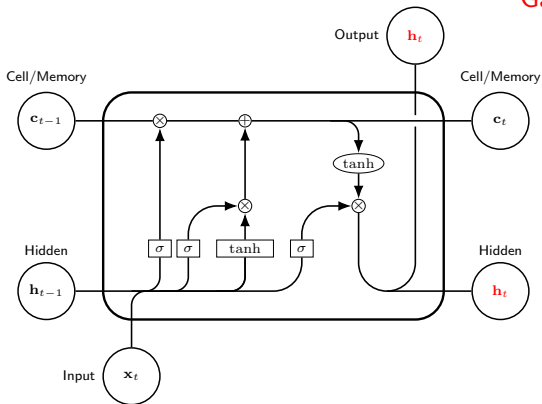 Output
h_t
Cell/Memory
Cell/Memory
c_{t−1}
⊗
⊕
c_t
tanh
⊗
⊗
Hidden
σ
σ
tanh
σ
Hidden
h_{t−1}
h_t
Input
x_t